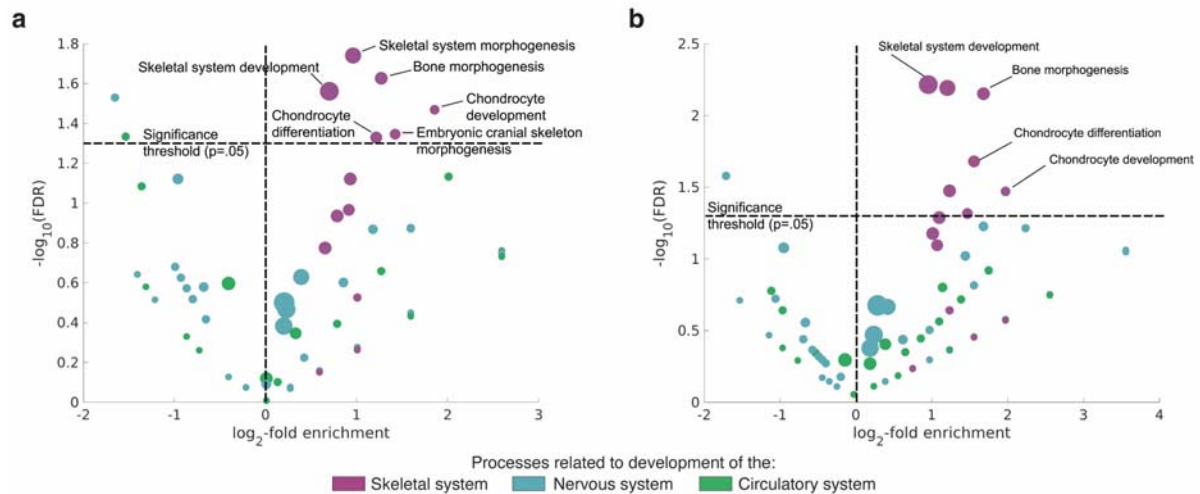 a
1.8
1.6
1.4
1.2
1
0.8
0.6
0.4
0.2
0
-log10(FDR)
Skeletal system morphogenesis
Skeletal system development
Bone morphogenesis
Chondrocyte
development
Chondrocyte
differentiation
Embryonic cranial skeleton
morphogenesis
Significance
threshold (p=.05)
-2
-1
0
1
2
3
log2-fold enrichment
b
2.5
2
1.5
1
0.5
0
-log10(FDR)
Skeletal system development
Bone morphogenesis
Chondrocyte differentiation
Chondrocyte development
Significance
threshold (p=.05)
-2
-1
0
1
2
3
4
log2-fold enrichment
Processes related to development of the:
Skeletal system
Nervous system
Circulatory system